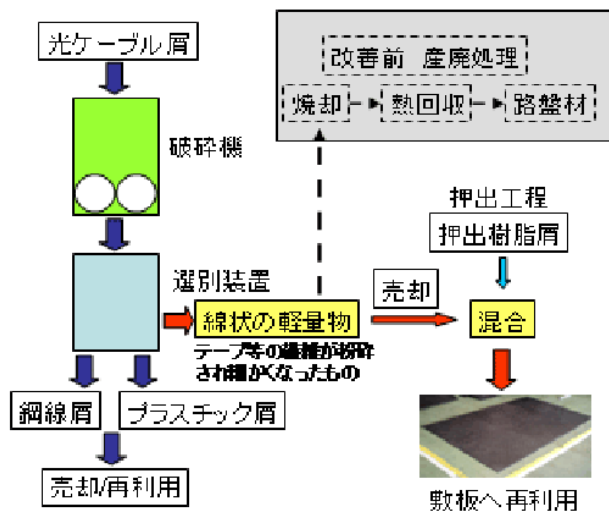 光ケーブル屑
改善前 産廃処理
焼却
熱回収
路盤材
破砕機
押出工程
押出樹脂屑
選別装置
売却
線状の軽量物
混合
テープ等の繊維が粉砕
され細かくなったもの
鋼線屑
プラスチック屑
売却/再利用
敷板へ再利用